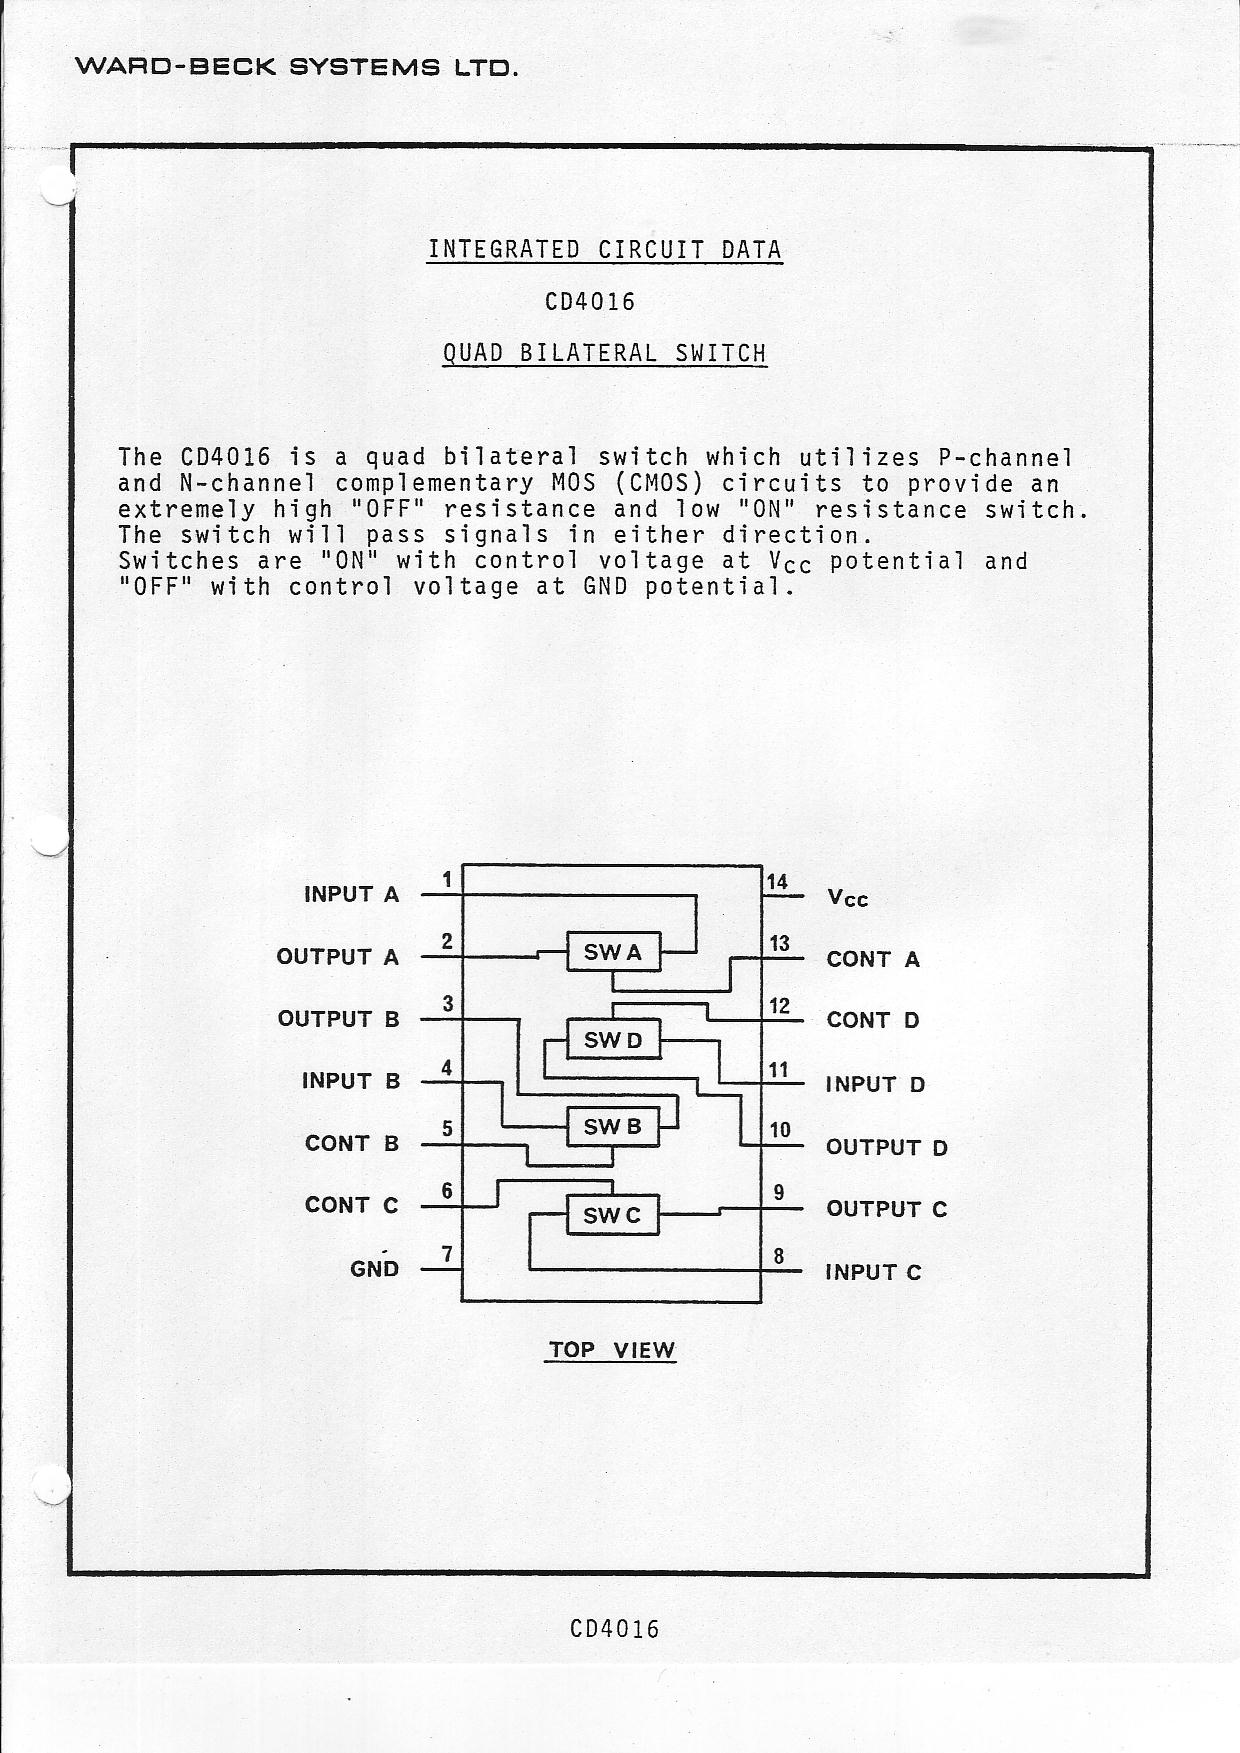 WARD-BECK SYSTEMS LTD.
INTEGRATED CIRCUIT DATA
CD4016
QUAD BILATERAL SWITCH
The CD4016 is a quad bilateral switch which utilizes P-channel
and N-channel complementary MOS (CMOS) circuits to provide an
extremely high "OFF" resistance and low "ON" resistance switch.
The switch will pass signals in either direction.
Switches are "ON" with control voltage at Vcc potential and
"OFF" with control voltage at GND potential.
INPUT A 1 14 Vcc
OUTPUT A 2 SW A 13 CONT A
OUTPUT B 3 12 CONT D
SW D
INPUT B 4 11 INPUT D
SW B
CONT B 5 10 OUTPUT D
CONT C 6 SW C 9 OUTPUT C
GND 7 8 INPUT C
TOP VIEW
CD4016